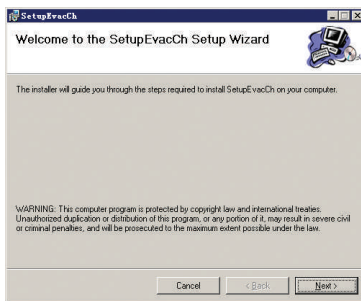 SetupEvacCh
Welcome to the SetupEvacCh Setup Wizard
The installer will guide you through the steps required to install SetupEvacCh on your computer.
WARNING: This computer program is protected by copyright law and international treaties.
Unauthorized duplication or distribution of this program, or any portion of it, may result in severe civil
or criminal penalties, and will be prosecuted to the maximum extent possible under the law.
Cancel
< Back
Next >